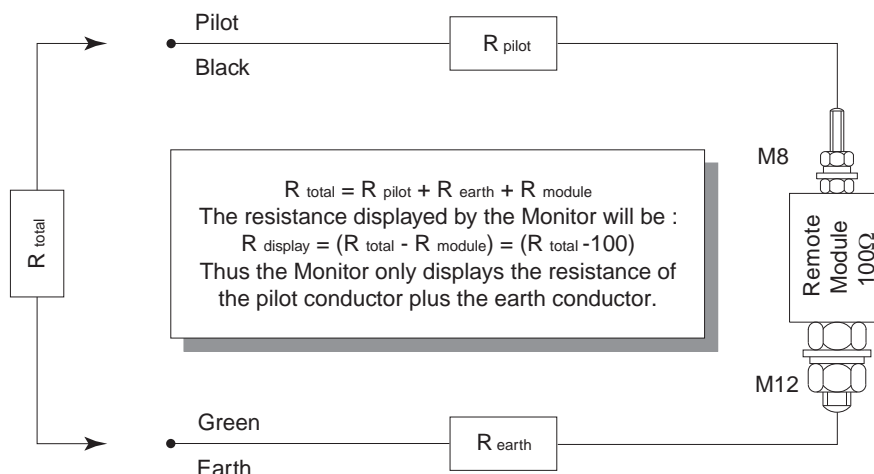 Pilot
Black
R pilot
M8
R total
R total = R pilot + R earth + R module
The resistance displayed by the Monitor will be :
R display = (R total - R module) = (R total -100)
Thus the Monitor only displays the resistance of
the pilot conductor plus the earth conductor.
Remote
Module
100Ω
M12
Green
Earth
R earth